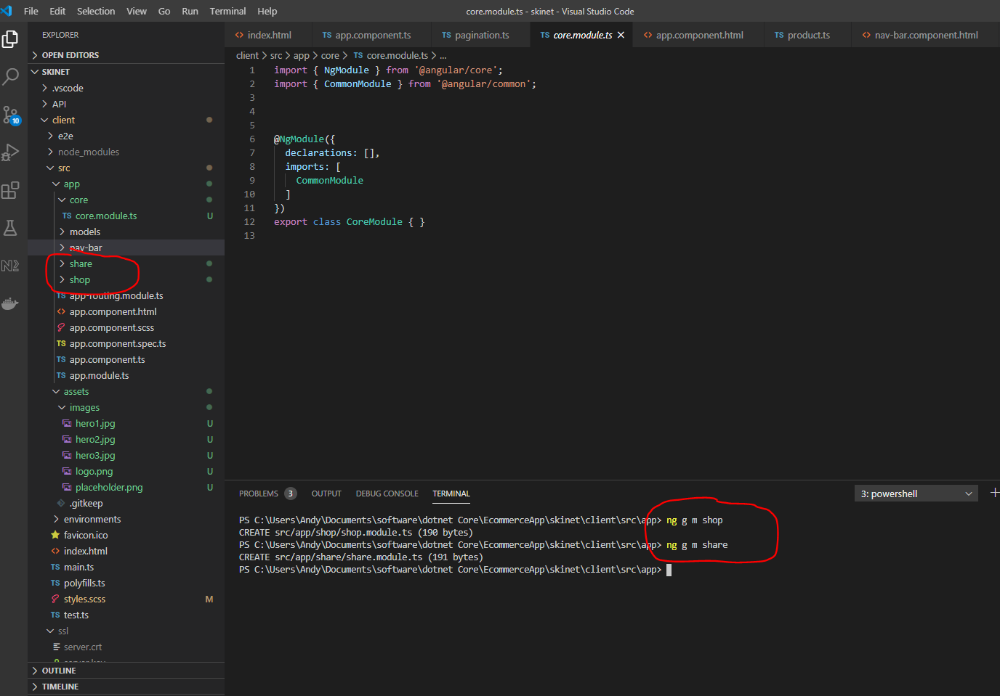 File Edit Selection View Go Run Terminal Help core.module.ts - skinet - Visual Studio Code
EXPLORER
OPEN EDITORS
SKINET
.vscode
API
client
e2e
node_modules
src
app
core
TS core.module.ts U
models
nav-bar
share
shop
TS app-routing.module.ts
<> app.component.html
app.component.scss
TS app.component.spec.ts
TS app.component.ts
TS app.module.ts
assets
images
hero1.jpg U
hero2.jpg U
hero3.jpg U
logo.png U
placeholder.png U
.gitkeep
environments
favicon.ico
<> index.html
TS main.ts
TS polyfills.ts
styles.scss M
TS test.ts
ssl
server.crt
server.key
OUTLINE
TIMELINE
10
<> index.html TS app.component.ts TS pagination.ts TS core.module.ts × <> app.component.html TS product.ts <> nav-bar.component.html
client > src > app > core > TS core.module.ts > ...
1 import { NgModule } from '@angular/core';
2 import { CommonModule } from '@angular/common';
3
4
5
6 @NgModule({
7 declarations: [],
8 imports: [
9 CommonModule
10 ]
11 })
12 export class CoreModule { }
13
PROBLEMS 3 OUTPUT DEBUG CONSOLE TERMINAL 3: powershell +
PS C:\Users\Andy\Documents\software\dotnet Core\EcommerceApp\skinet\client\src\app> ng g m shop
CREATE src/app/shop/shop.module.ts (190 bytes)
PS C:\Users\Andy\Documents\software\dotnet Core\EcommerceApp\skinet\client\src\app> ng g m share
CREATE src/app/share/share.module.ts (191 bytes)
PS C:\Users\Andy\Documents\software\dotnet Core\EcommerceApp\skinet\client\src\app>